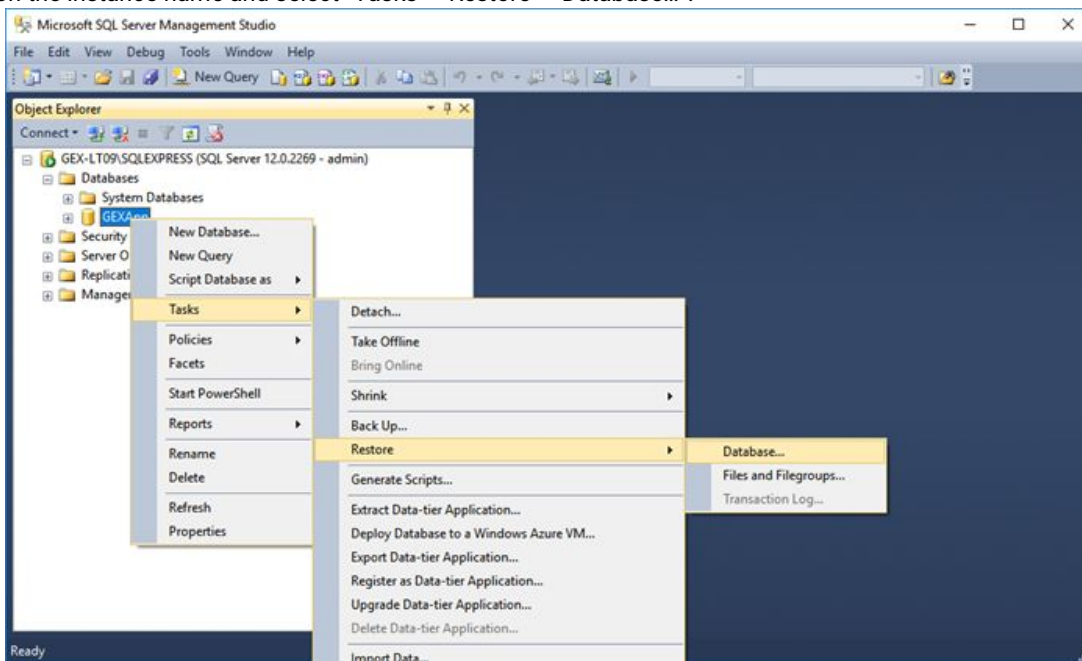 on the instance name and select "Tasks" - "Restore" - "Database...".
Microsoft SQL Server Management Studio
File Edit View Debug Tools Window Help
New Query
Object Explorer
Connect
GEX-LT09\SQLEXPRESS (SQL Server 12.0.2269 - admin)
Databases
System Databases
GEXApp
Security
Server O
Replicati
Manage
New Database...
New Query
Script Database as
Tasks
Policies
Facets
Start PowerShell
Reports
Rename
Delete
Refresh
Properties
Detach...
Take Offline
Bring Online
Shrink
Back Up...
Restore
Generate Scripts...
Extract Data-tier Application...
Deploy Database to a Windows Azure VM...
Export Data-tier Application...
Register as Data-tier Application...
Upgrade Data-tier Application...
Delete Data-tier Application...
Import Data...
Database...
Files and Filegroups...
Transaction Log...
Ready